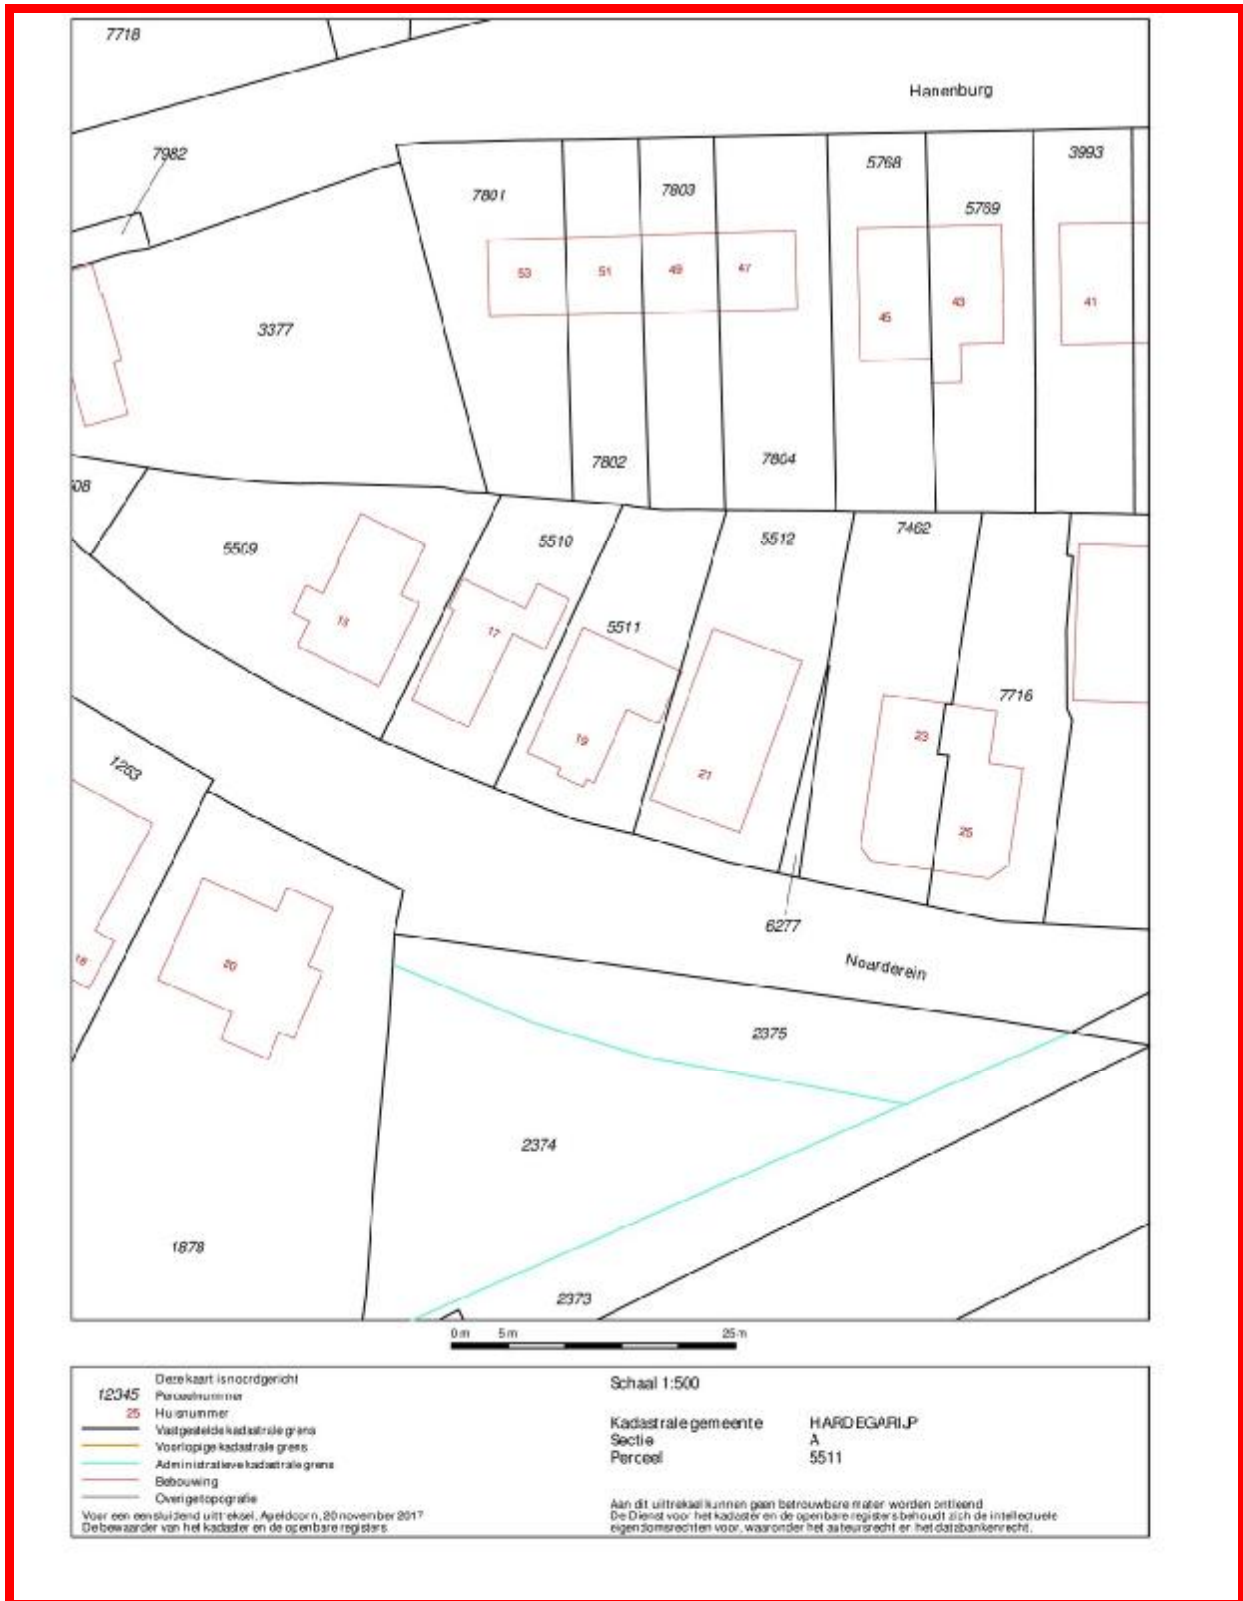 7718
Hanenburg
7982
7801
7803
5768
5769
3993
53
51
49
47
45
43
41
3377
7802
7804
08
5509
5510
5512
7462
5511
15
17
19
21
23
25
7716
1263
18
20
6277
Noarderein
2375
2374
1878
2373
0 m 5 m 25 m
Deze kaart is noordgericht
12345 Perceelnummer
25 Huisnummer
Vastgestelde kadastrale grens
Voorlopige kadastrale grens
Administratieve kadastrale grens
Bebouwing
Overige topografie
Voor een eensluidend uittreksel, Apeldoorn, 20 november 2017
De bewaarder van het kadaster en de openbare registers
Schaal 1:500
Kadastrale gemeente HARDEGARIJP
Sectie A
Perceel 5511
Aan dit uittreksel kunnen geen betrouwbare maten worden ontleend
De Dienst voor het kadaster en de openbare registers behoudt zich de intellectuele
eigendomsrechten voor, waaronder het auteursrecht en het databankenrecht.